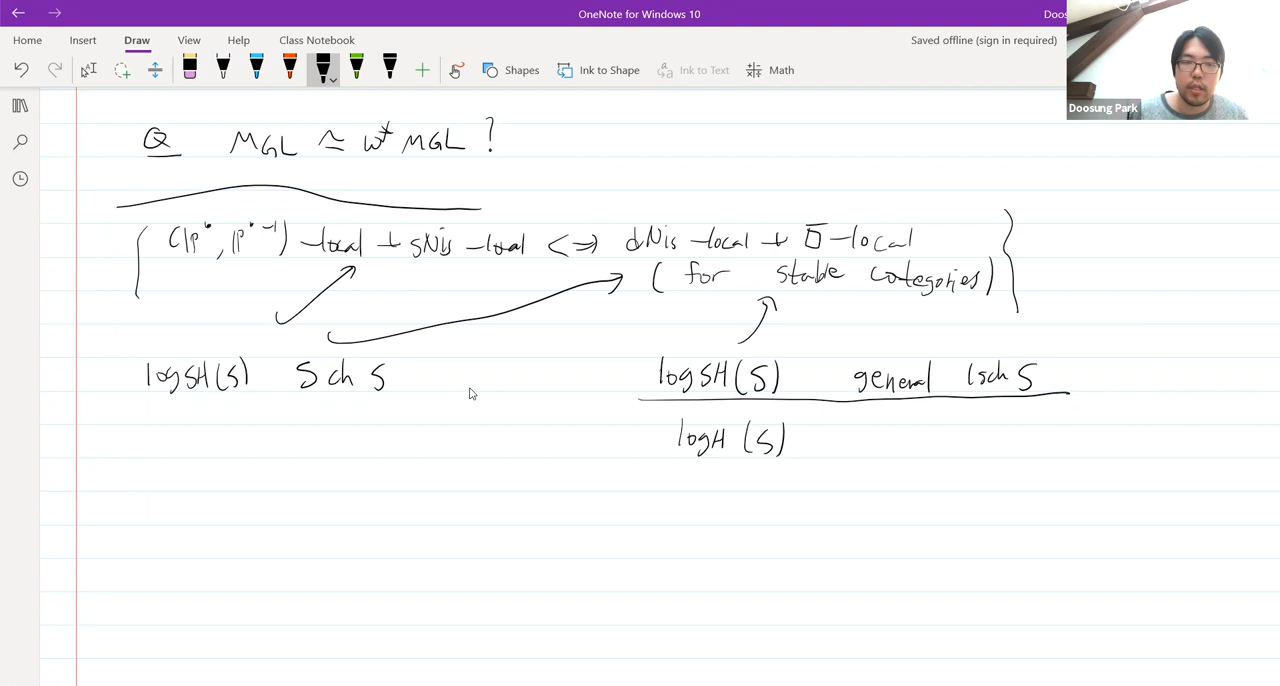 OneNote for Windows 10
Doos
Home Insert Draw View Help Class Notebook
Saved offline (sign in required)
Shapes Ink to Shape Ink to Text Math
Doosung Park
Q MGL ≃ ω* MGL ?
(ℙ•, ℙ•⁻¹) -local + sNis -local ⟺ dNis -local + □̅ -local
( for stable categories)
logSH(S) Sch S logSH(S) general lsch S
logH (S)